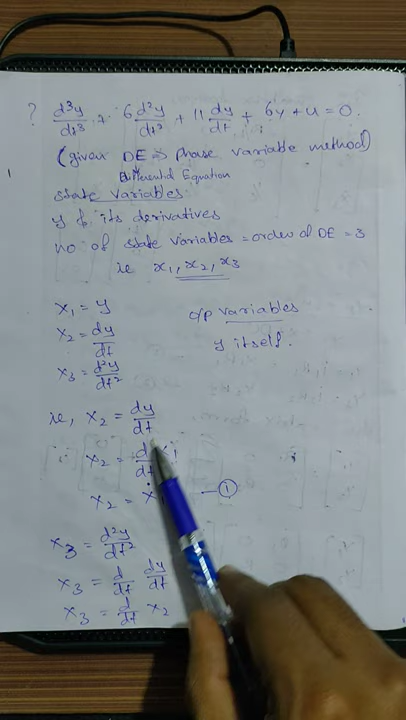 ? d³y/dt³ + 6 d²y/dt² + 11 dy/dt + 6y + u = 0.
(given DE => phase variable method)
Differential Equation
State variables:
y & its derivatives
no of state variables = order of DE = 3
ie x₁, x₂, x₃
x₁ = y
x₂ = dy/dt
x₃ = d²y/dt²
o/p variables
y itself.
ie, x₂ = dy/dt
x₂ = d/dt
x₂ = ẋ₁ —①
x₃ = d²y/dt²
x₃ = d/dt dy/dt
x₃ = d/dt x₂